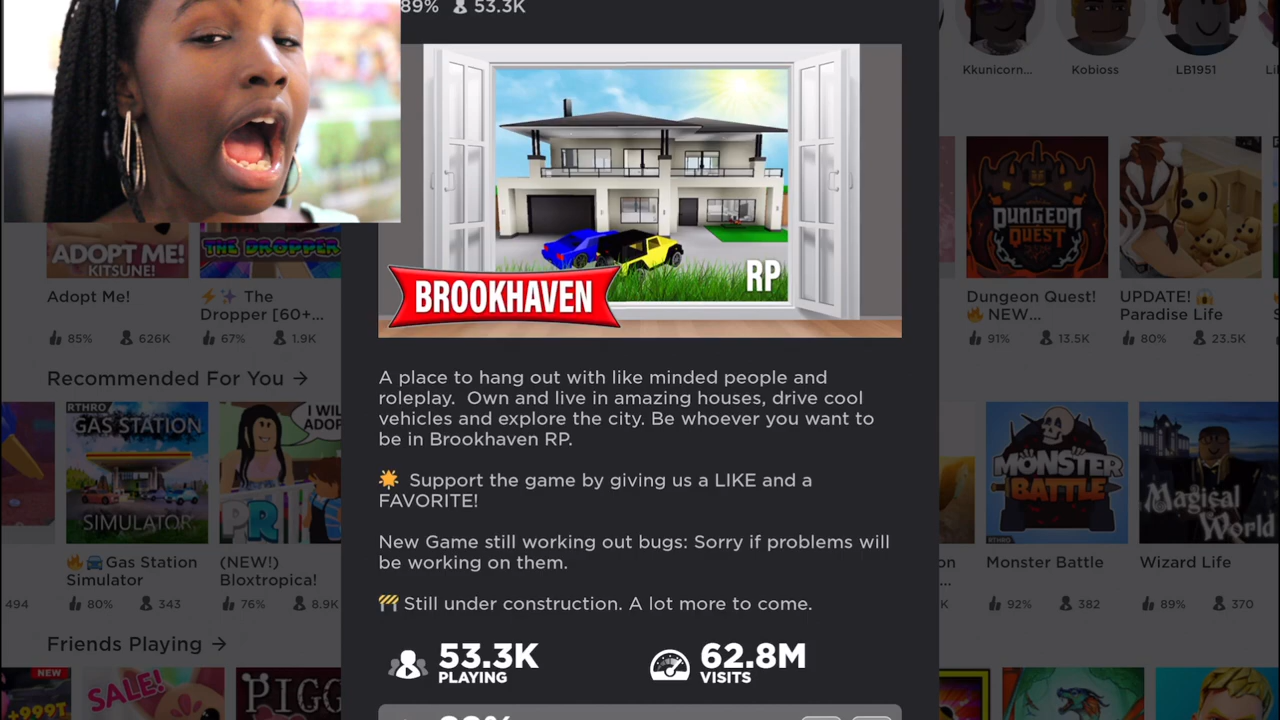 89% 53.3K
Kkunicorn...
Kobioss
LB1951
BROOKHAVEN
RP
ADOPT ME!
KITSUNE!
THE DROPPER
DUNGEON
QUEST
Adopt Me!
85% 626K
⚡✨ The
Dropper [60+...
67% 1.9K
Dungeon Quest!
🔥 NEW...
91% 13.5K
UPDATE! 😱
Paradise Life
80% 23.5K
A place to hang out with like minded people and
roleplay. Own and live in amazing houses, drive cool
vehicles and explore the city. Be whoever you want to
be in Brookhaven RP.
🌟 Support the game by giving us a LIKE and a
FAVORITE!
New Game still working out bugs: Sorry if problems will
be working on them.
🚧 Still under construction. A lot more to come.
53.3K
PLAYING
62.8M
VISITS
Recommended For You →
RTHRO
GAS STATION
SIMULATOR
I WILL
ADOP
PR
MONSTER
BATTLE
RTHRO
Magical
World
494
🔥🚘Gas Station
Simulator
80% 343
(NEW!)
Bloxtropica!
76% 8.9K
Monster Battle
92% 382
Wizard Life
89% 370
Friends Playing →
NEW
+999T
SALE!
PIGG